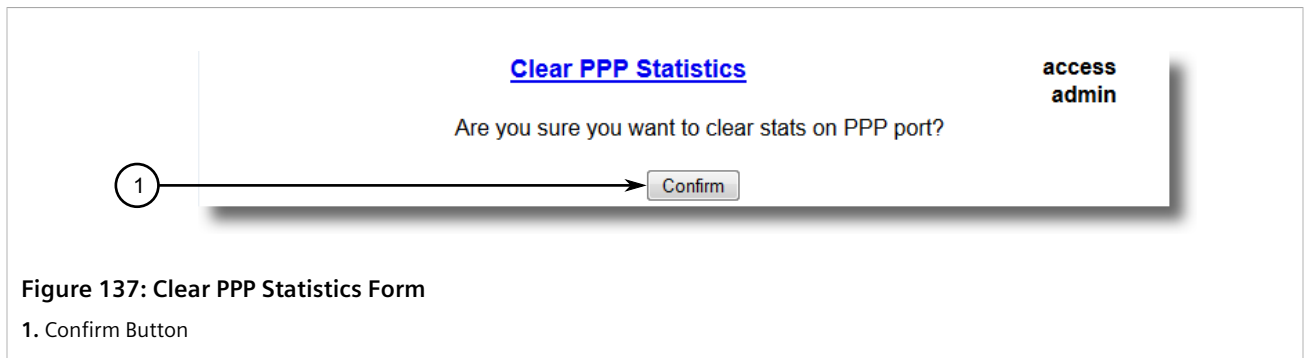 Clear PPP Statistics
access
admin
Are you sure you want to clear stats on PPP port?
1
Confirm
Figure 137: Clear PPP Statistics Form
1. Confirm Button